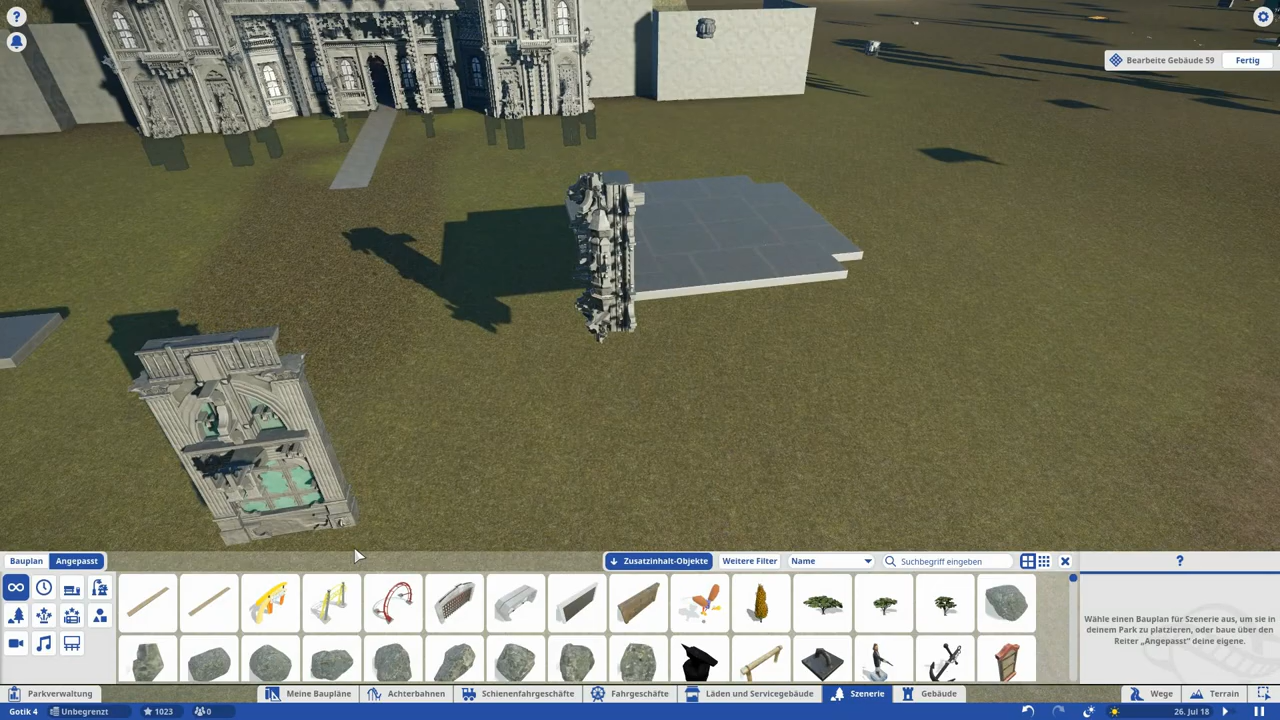 ?
Bearbeite Gebäude 59
Fertig
Bauplan
Angepasst
Zusatzinhalt-Objekte
Weitere Filter
Name
Suchbegriff eingeben
?
Wähle einen Bauplan für Szenerie aus, um sie in
deinem Park zu platzieren, oder baue über den
Reiter „Angepasst" deine eigene.
Parkverwaltung
Meine Baupläne
Achterbahnen
Schienenfahrgeschäfte
Fahrgeschäfte
Läden und Servicegebäude
Szenerie
Gebäude
Wege
Terrain
Gotik 4
Unbegrenzt
1023
0
26. Jul 18